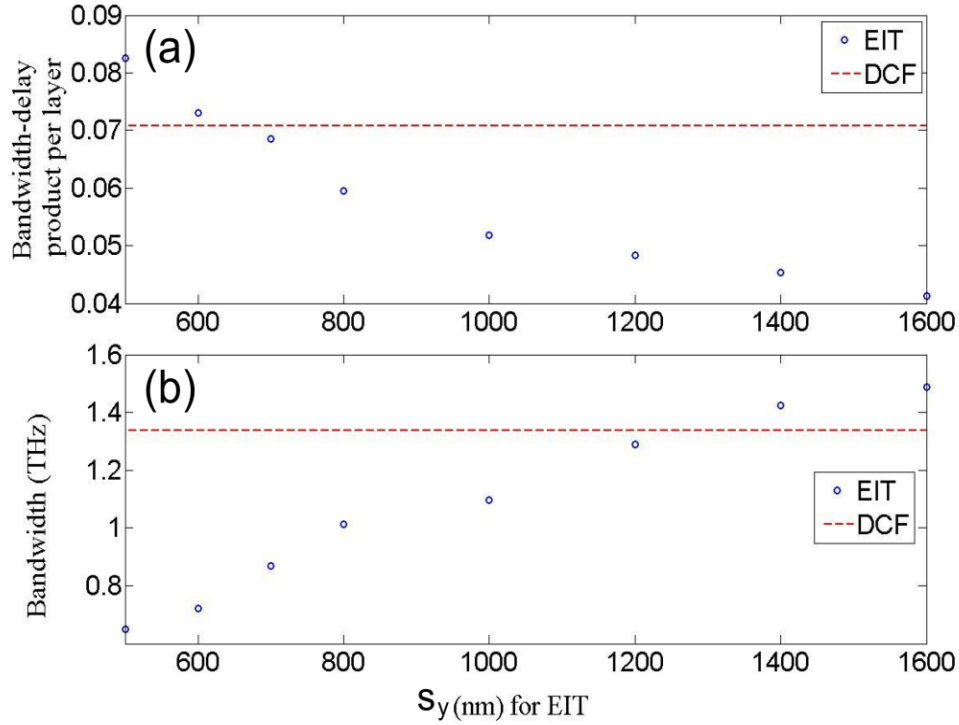 0.09
(a)
EIT
DCF
0.08
0.07
0.06
0.05
0.04
Bandwidth-delay
product per layer
600 800 1000 1200 1400 1600
1.6
(b)
1.4
1.2
1
0.8
Bandwidth (THz)
EIT
DCF
600 800 1000 1200 1400 1600
sy (nm) for EIT